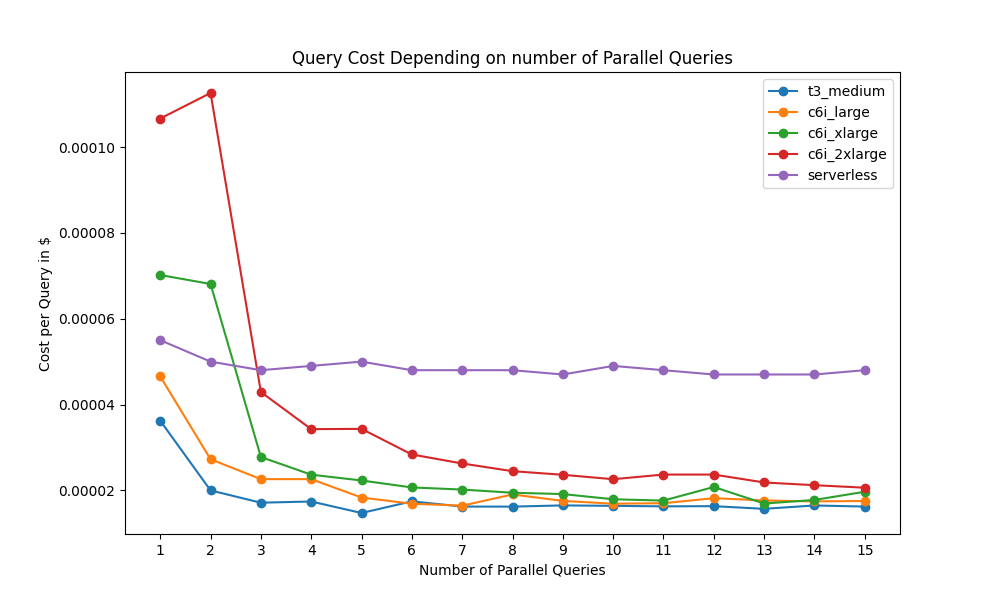 Query Cost Depending on number of Parallel Queries
t3_medium
c6i_large
c6i_xlarge
c6i_2xlarge
serverless
Cost per Query in $
0.00010
0.00008
0.00006
0.00004
0.00002
1 2 3 4 5 6 7 8 9 10 11 12 13 14 15
Number of Parallel Queries